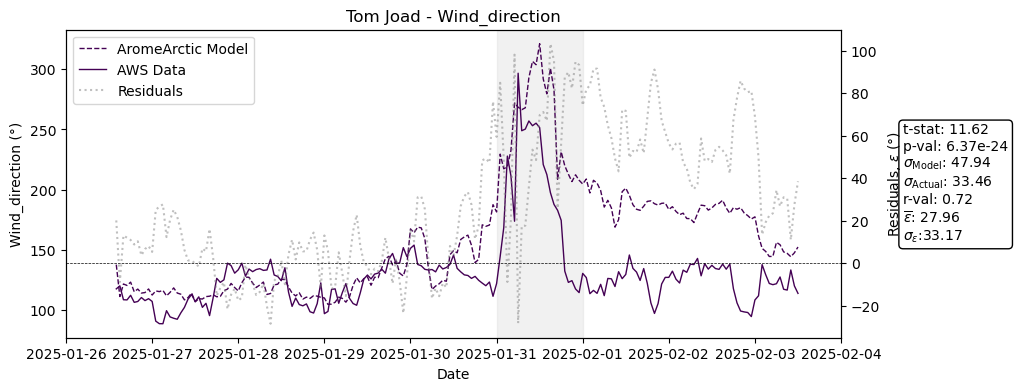 Tom Joad - Wind_direction
AromeArctic Model
AWS Data
Residuals
300
250
200
150
100
Wind_direction (°)
100
80
60
40
20
0
−20
Residuals, ε (°)
t-stat: 11.62
p-val: 6.37e-24
σModel: 47.94
σActual: 33.46
r-val: 0.72
ε̅: 27.96
σε:33.17
2025-01-26 2025-01-27 2025-01-28 2025-01-29 2025-01-30 2025-01-31 2025-02-01 2025-02-02 2025-02-03 2025-02-04
Date